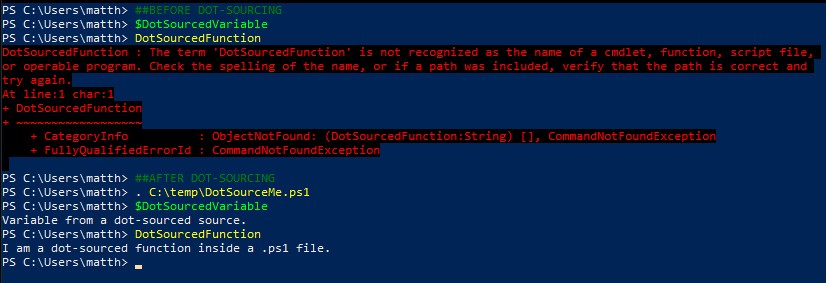 PS C:\Users\matth> ##BEFORE DOT-SOURCING
PS C:\Users\matth> $DotSourcedVariable
PS C:\Users\matth> DotSourcedFunction
DotSourcedFunction : The term 'DotSourcedFunction' is not recognized as the name of a cmdlet, function, script file,
or operable program. Check the spelling of the name, or if a path was included, verify that the path is correct and
try again.
At line:1 char:1
+ DotSourcedFunction
+ ~~~~~~~~~~~~~~~~~~
    + CategoryInfo          : ObjectNotFound: (DotSourcedFunction:String) [], CommandNotFoundException
    + FullyQualifiedErrorId : CommandNotFoundException
PS C:\Users\matth> ##AFTER DOT-SOURCING
PS C:\Users\matth> . C:\temp\DotSourceMe.ps1
PS C:\Users\matth> $DotSourcedVariable
Variable from a dot-sourced source.
PS C:\Users\matth> DotSourcedFunction
I am a dot-sourced function inside a .ps1 file.
PS C:\Users\matth>